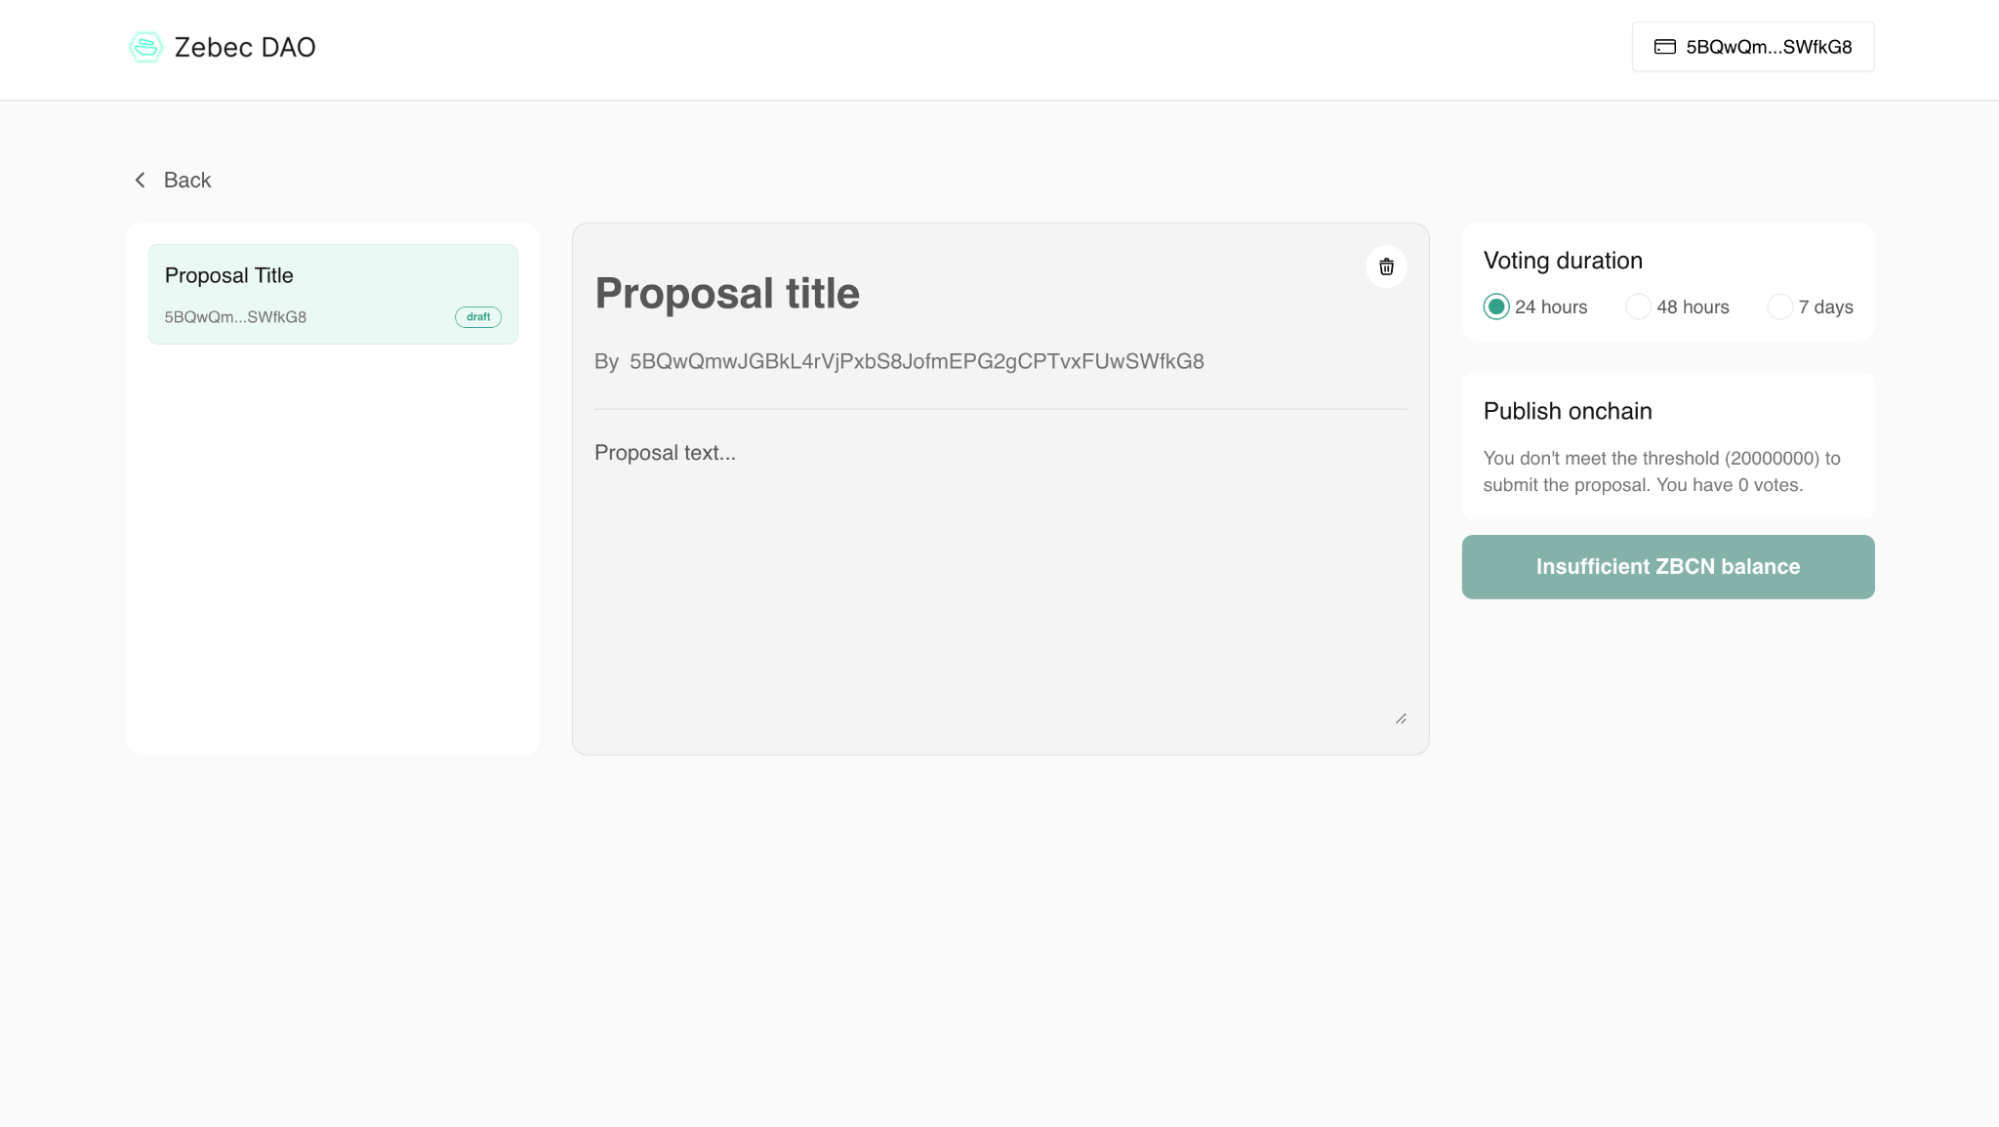 Zebec DAO
5BQwQm...SWfkG8
Back
Proposal Title
5BQwQm...SWfkG8
draft
Proposal title
By 5BQwQmwJGBkL4rVjPxbS8JofmEPG2gCPTvxFUwSWfkG8
Proposal text...
Voting duration
24 hours
48 hours
7 days
Publish onchain
You don't meet the threshold (20000000) to
submit the proposal. You have 0 votes.
Insufficient ZBCN balance